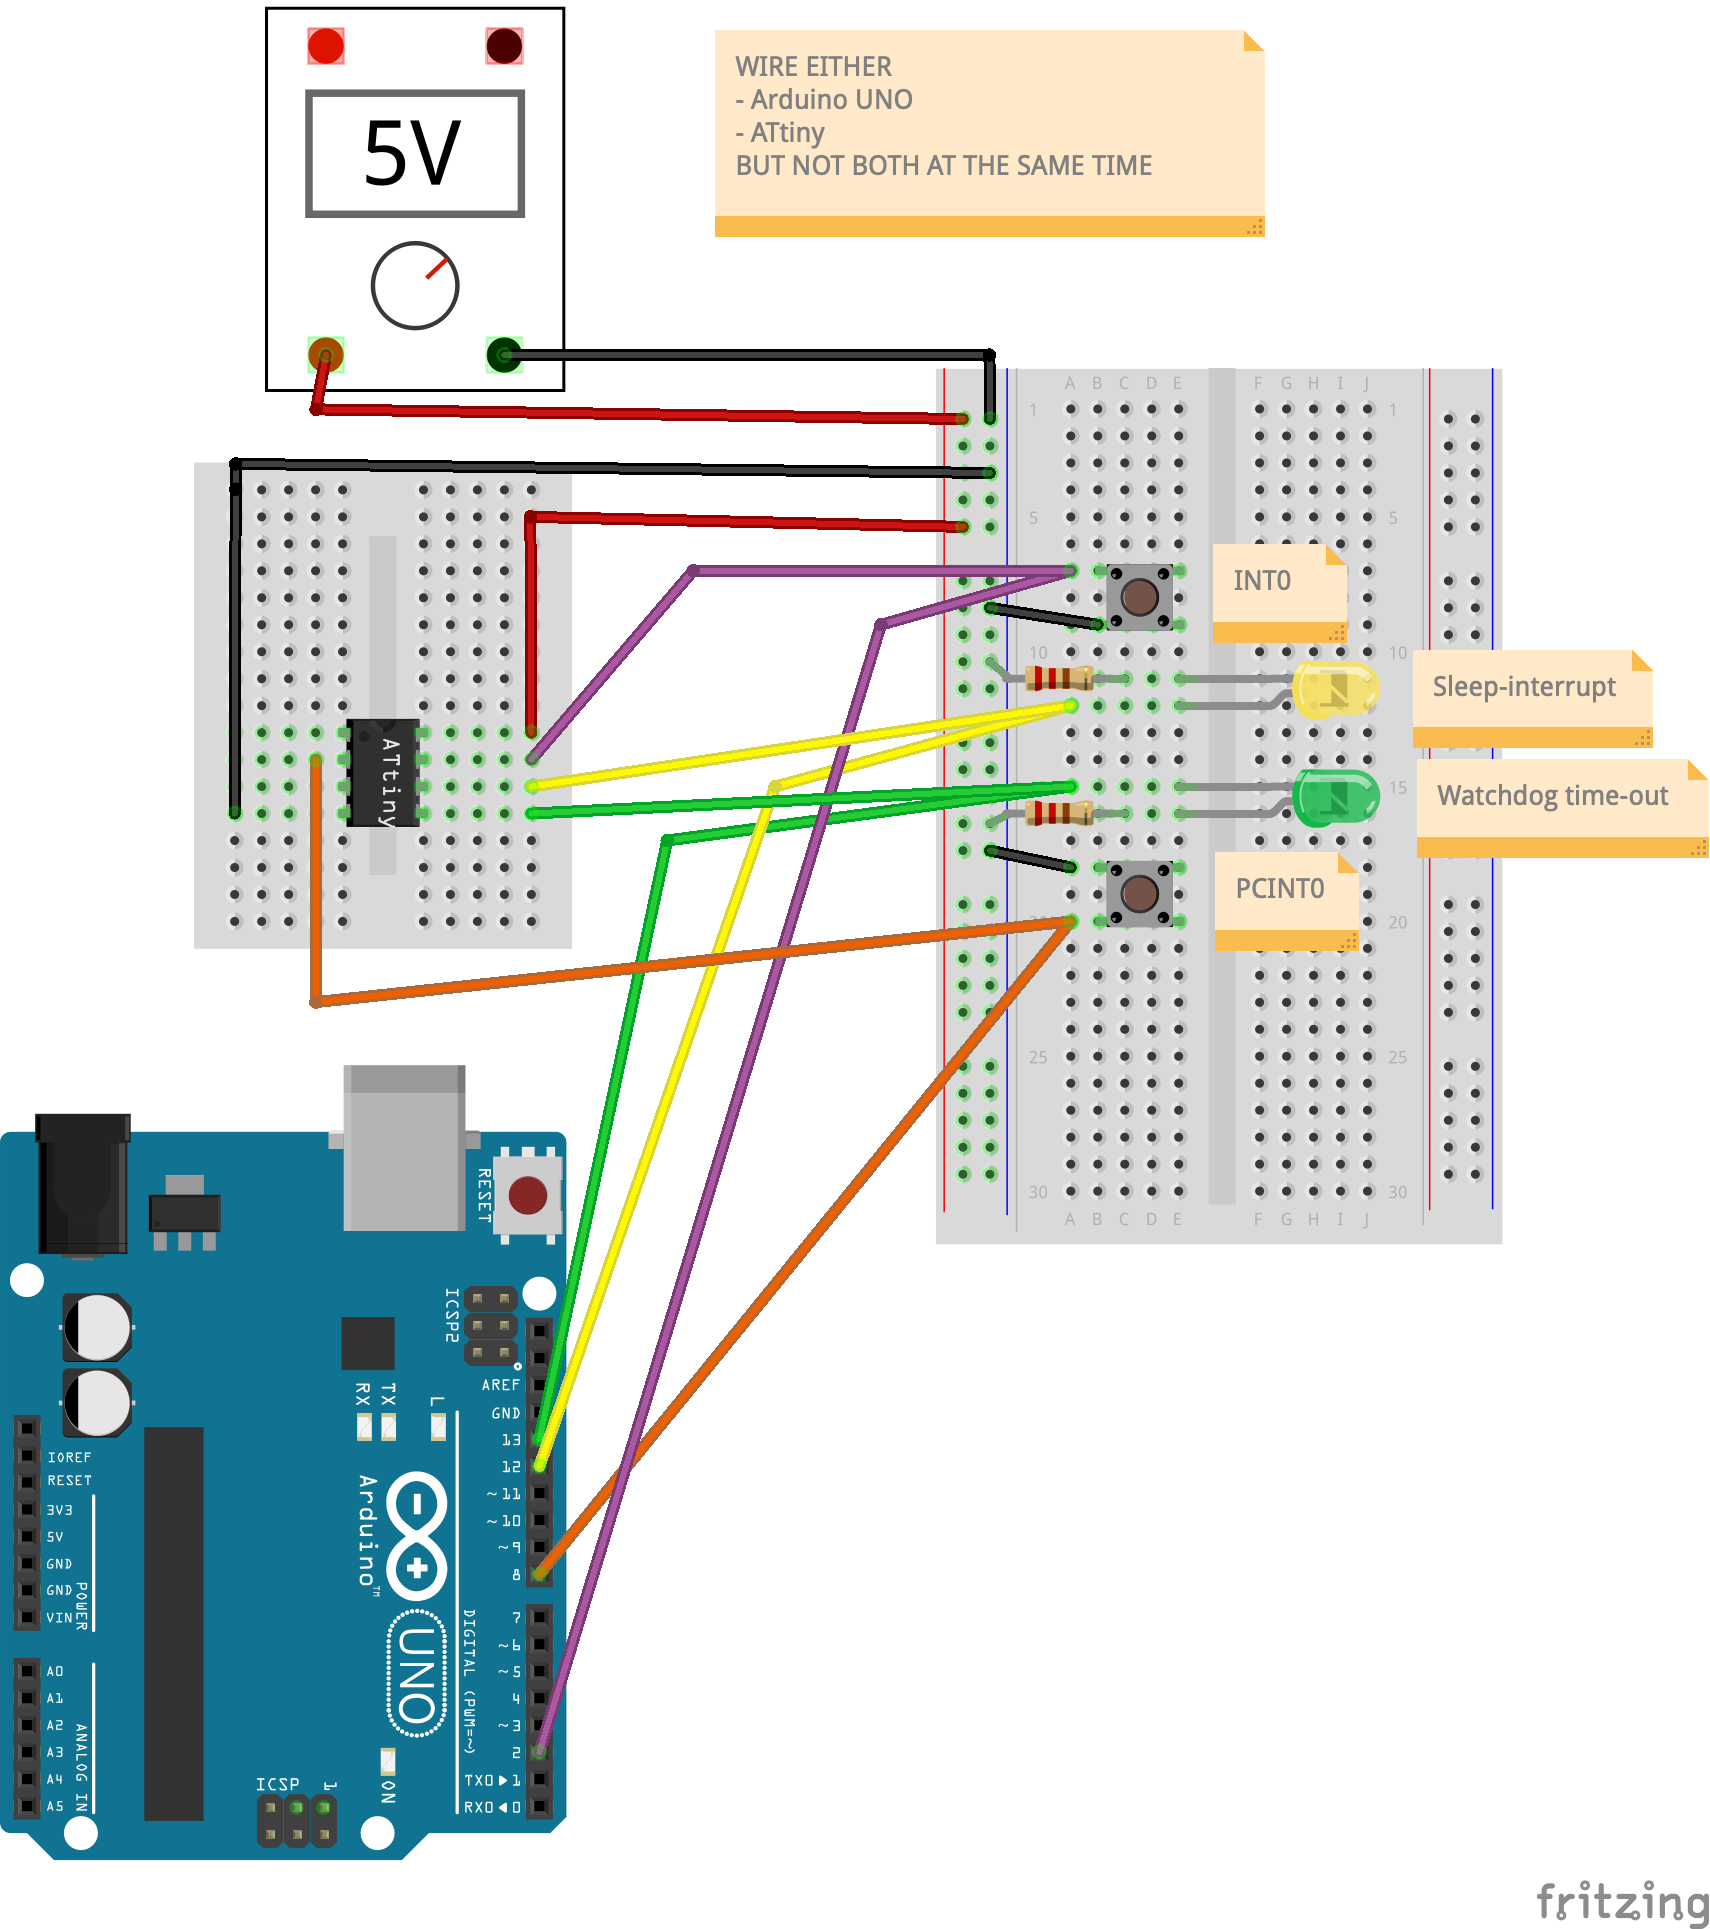 5V
WIRE EITHER
- Arduino UNO
- ATtiny
BUT NOT BOTH AT THE SAME TIME
A B C D E F G H I J
1 1
5 5
INT0
10 10
Sleep-interrupt
ATtiny
15 15
Watchdog time-out
PCINT0
20
25 25
30 30
A B C D E F G H I J
RESET
ICSP2
AREF
GND
13
12
~11
~10
~9
8
7
~6
~5
4
~3
2
TX0▶1
RX0◀0
RX
TX
L
Arduino™
UNO
DIGITAL (PWM=~)
IOREF
RESET
3V3
5V
GND
GND
VIN
POWER
A0
A1
A2
A3
A4
A5
ANALOG IN
ICSP
1
ON
fritzing